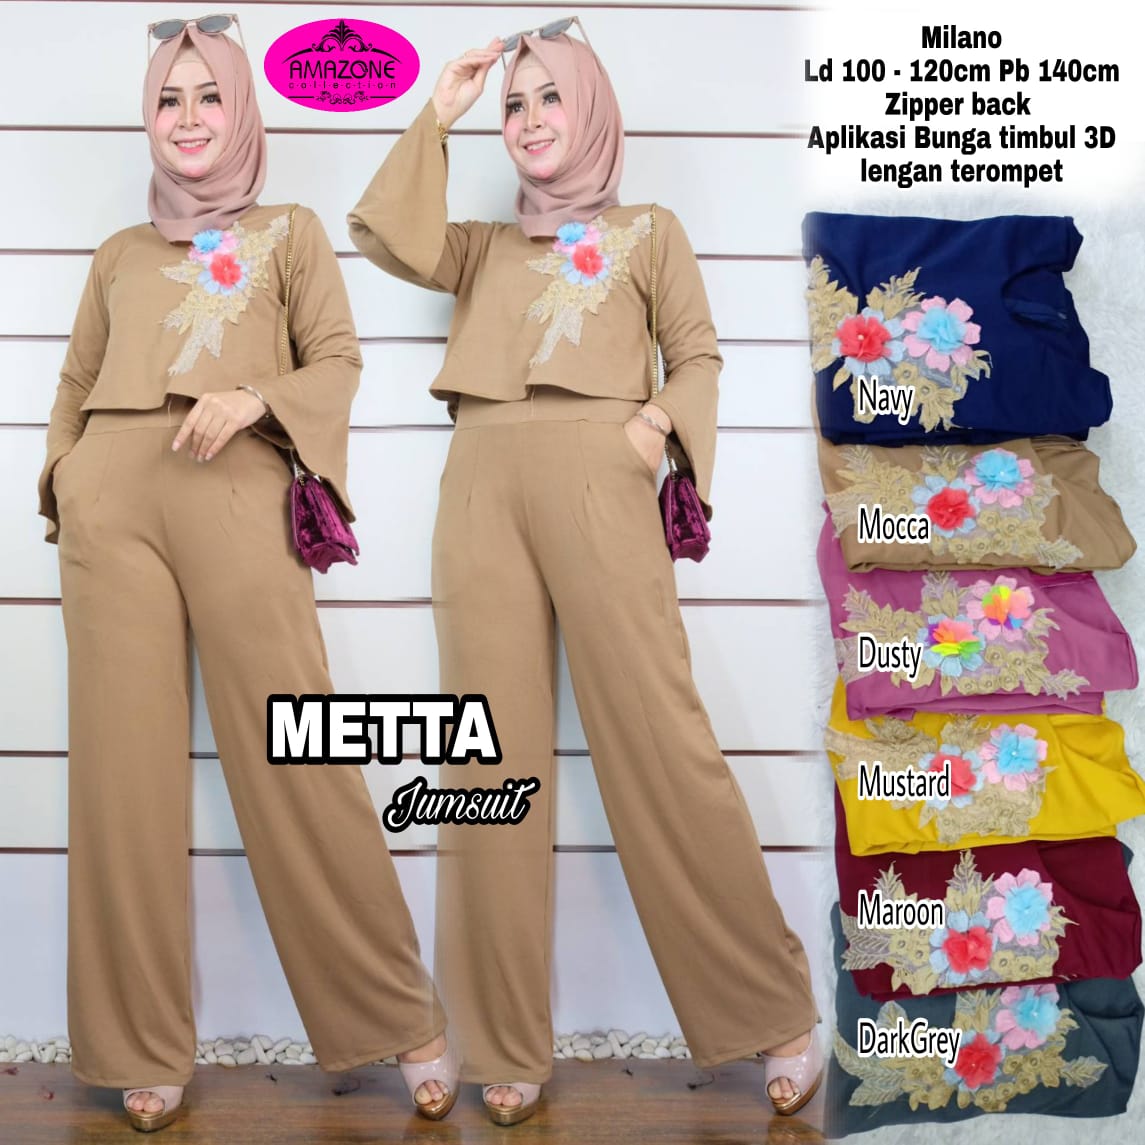 AMAZONE
collection
Milano
Ld 100 - 120cm Pb 140cm
Zipper back
Aplikasi Bunga timbul 3D
lengan terompet
Navy
Mocca
Dusty
Mustard
Maroon
DarkGrey
METTA
Jumsuit